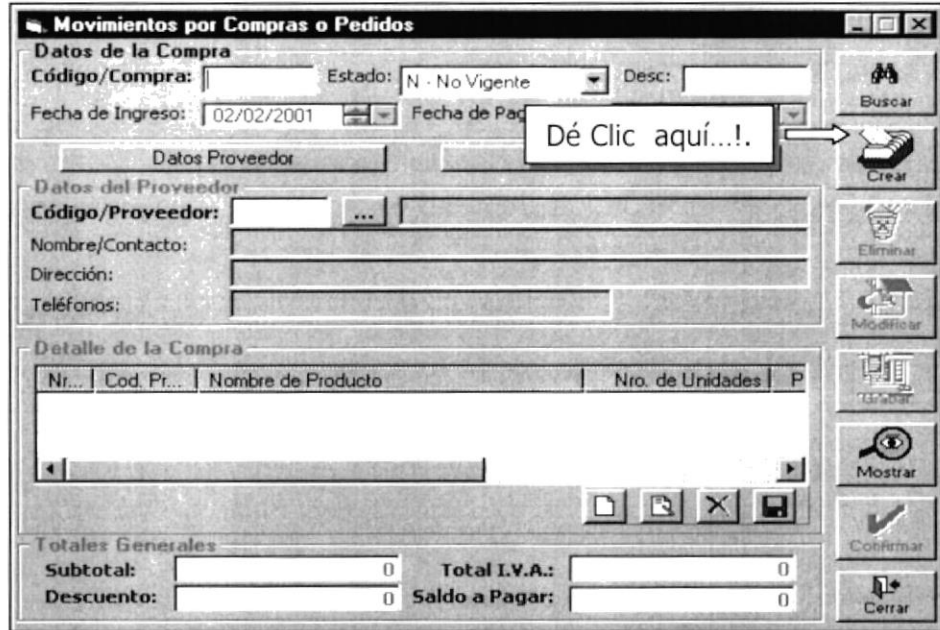 Movimientos por Compras o Pedidos
Datos de la Compra
Código/Compra:
Estado: N - No Vigente
Desc:
Fecha de Ingreso: 02/02/2001
Fecha de Pag
Dé Clic aquí...!.
Datos Proveedor
Datos del Proveedor
Código/Proveedor: ...
Nombre/Contacto:
Dirección:
Teléfonos:
Detalle de la Compra
Nr... Cod. Pr... Nombre de Producto Nro. de Unidades P
Totales Generales
Subtotal: 0 Total I.V.A.: 0
Descuento: 0 Saldo a Pagar: 0
Buscar
Crear
Eliminar
Modificar
Grabar
Mostrar
Confirmar
Cerrar